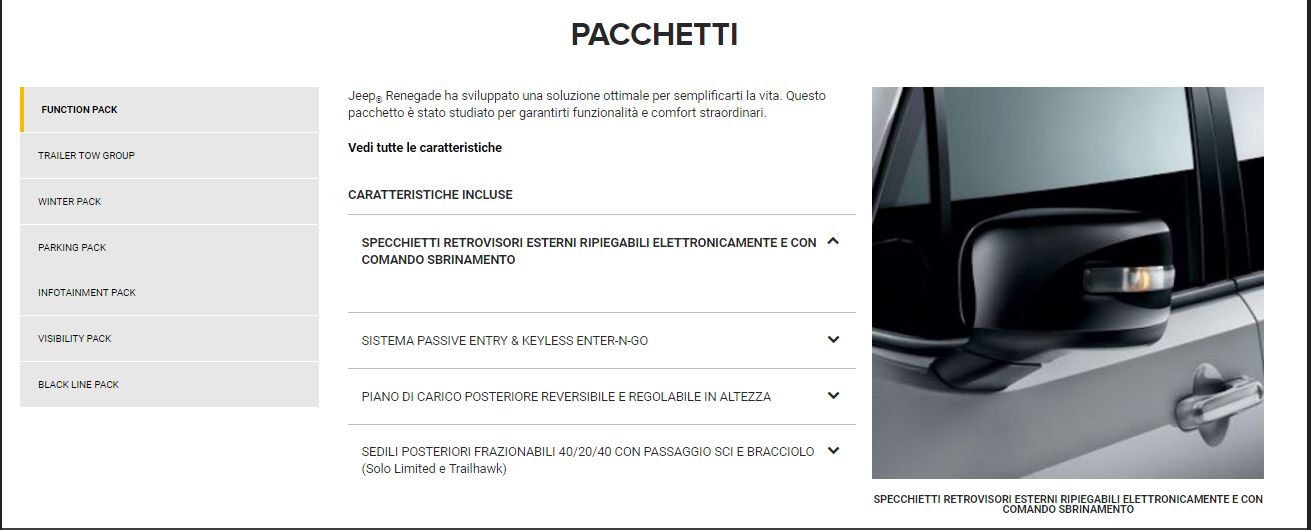 PACCHETTI
FUNCTION PACK
TRAILER TOW GROUP
WINTER PACK
PARKING PACK
INFOTAINMENT PACK
VISIBILITY PACK
BLACK LINE PACK
Jeep® Renegade ha sviluppato una soluzione ottimale per semplificarti la vita. Questo
pacchetto è stato studiato per garantirti funzionalità e comfort straordinari.
Vedi tutte le caratteristiche
CARATTERISTICHE INCLUSE
SPECCHIETTI RETROVISORI ESTERNI RIPIEGABILI ELETTRONICAMENTE E CON
COMANDO SBRINAMENTO
SISTEMA PASSIVE ENTRY & KEYLESS ENTER-N-GO
PIANO DI CARICO POSTERIORE REVERSIBILE E REGOLABILE IN ALTEZZA
SEDILI POSTERIORI FRAZIONABILI 40/20/40 CON PASSAGGIO SCI E BRACCIOLO
(Solo Limited e Trailhawk)
SPECCHIETTI RETROVISORI ESTERNI RIPIEGABILI ELETTRONICAMENTE E CON
COMANDO SBRINAMENTO